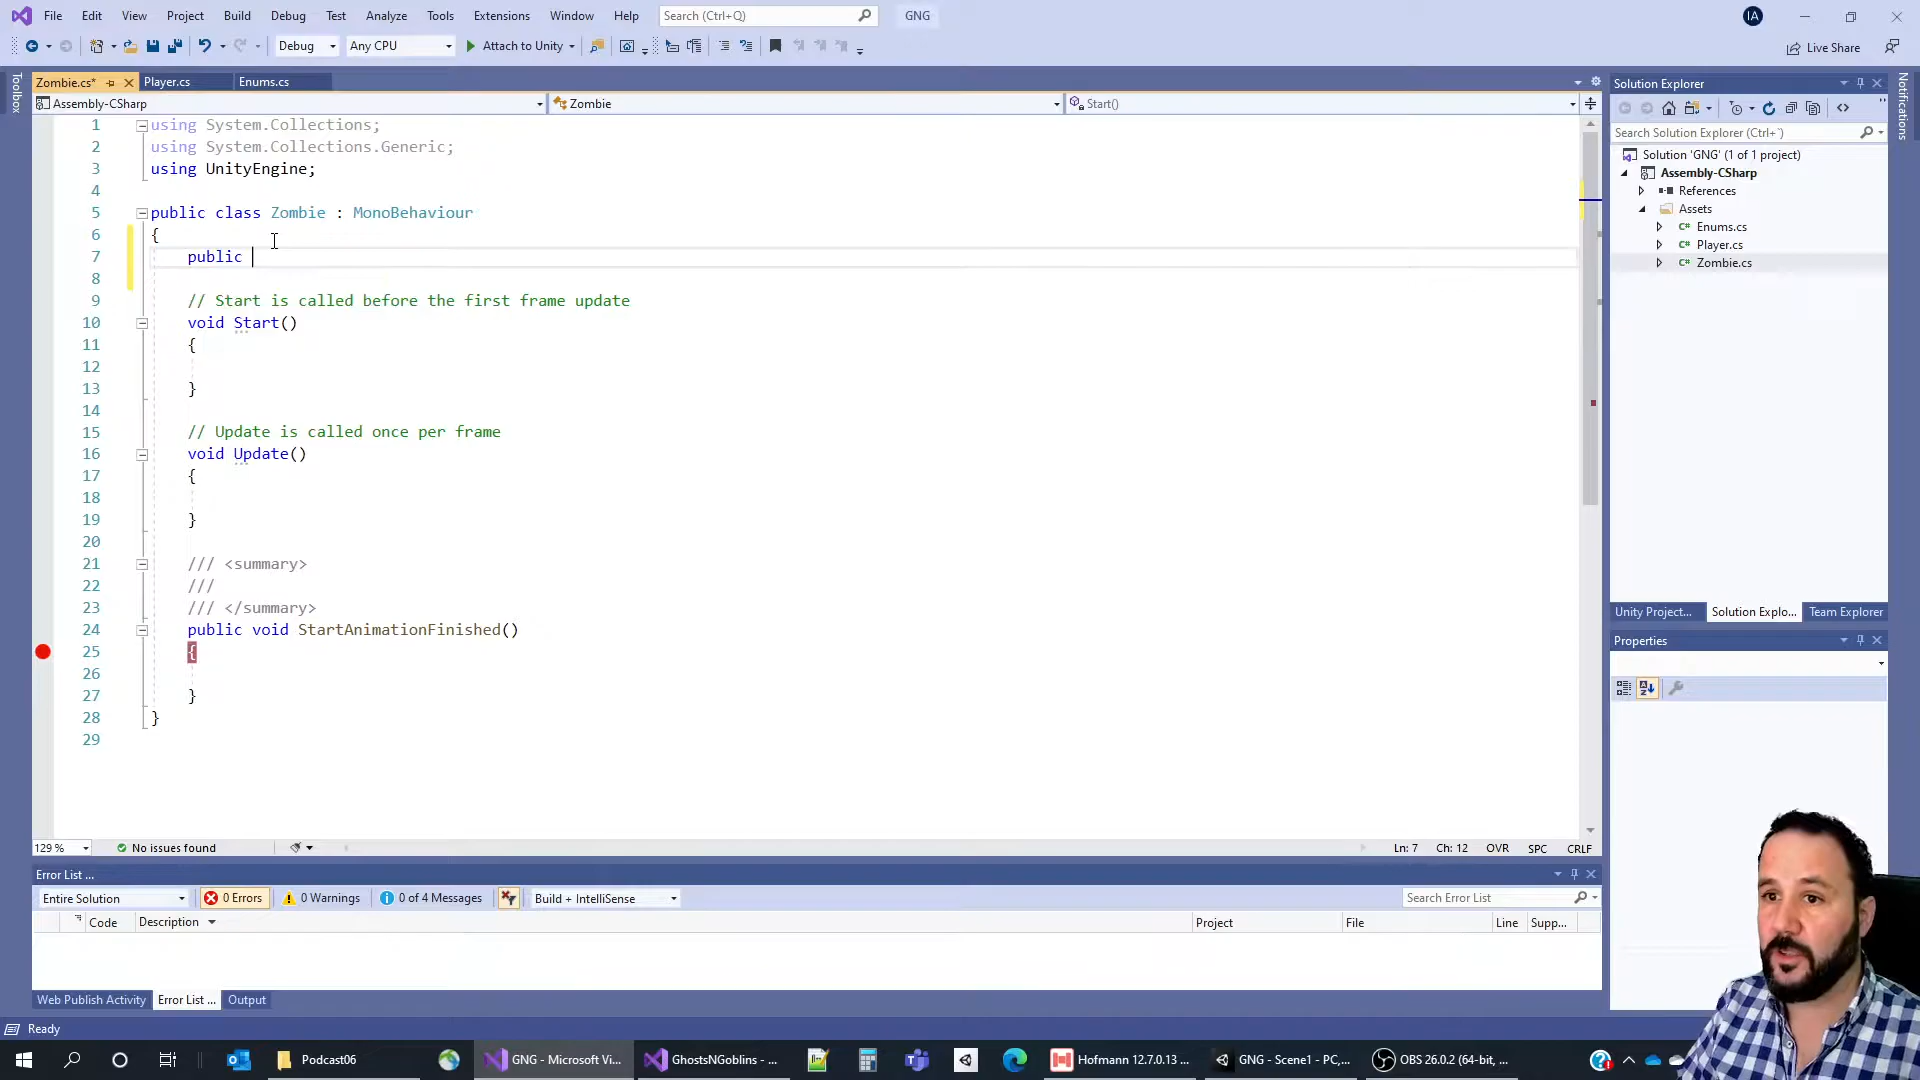 File Edit View Project Build Debug Test Analyze Tools Extensions Window Help Search (Ctrl+Q) GNG IA
Debug Any CPU Attach to Unity Live Share
Toolbox
Zombie.cs* Player.cs Enums.cs
Assembly-CSharp Zombie Start()
1 using System.Collections;
2 using System.Collections.Generic;
3 using UnityEngine;
4
5 public class Zombie : MonoBehaviour
6 {
7 public
8
9 // Start is called before the first frame update
10 void Start()
11 {
12
13 }
14
15 // Update is called once per frame
16 void Update()
17 {
18
19 }
20
21 /// <summary>
22 ///
23 /// </summary>
24 public void StartAnimationFinished()
25 {
26
27 }
28 }
29
129 % No issues found Ln: 7 Ch: 12 OVR SPC CRLF
Error List ...
Entire Solution 0 Errors 0 Warnings 0 of 4 Messages Build + IntelliSense Search Error List
Code Description Project File Line Supp...
Web Publish Activity Error List ... Output
Solution Explorer
Search Solution Explorer (Ctrl+`)
Solution 'GNG' (1 of 1 project)
Assembly-CSharp
References
Assets
C# Enums.cs
C# Player.cs
C# Zombie.cs
Unity Project... Solution Explo... Team Explorer
Properties
Notifications
Ready
Podcast06 GNG - Microsoft Vi... GhostsNGoblins - ... Hofmann 12.7.0.13 ... GNG - Scene1 - PC,... OBS 26.0.2 (64-bit, ...